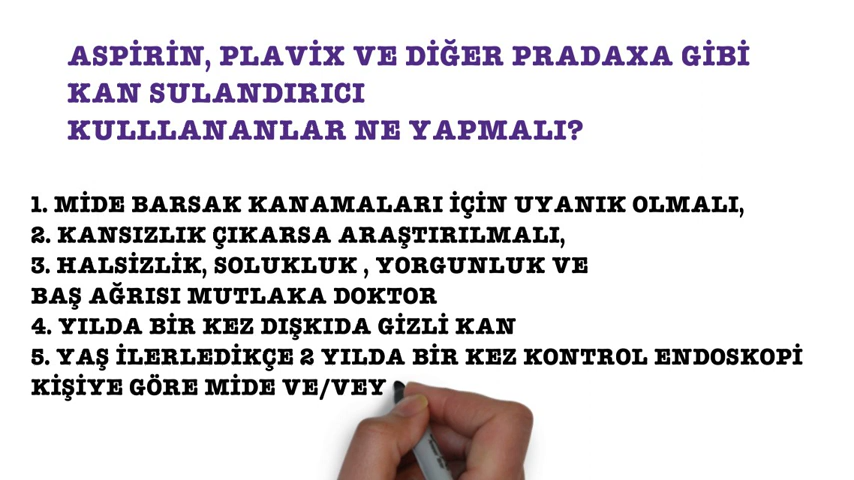 ASPİRİN, PLAVİX VE DİĞER PRADAXA GİBİ
KAN SULANDIRICI
KULLLANANLAR NE YAPMALI?
1. MİDE BARSAK KANAMALARI İÇİN UYANIK OLMALI,
2. KANSIZLIK ÇIKARSA ARAŞTIRILMALI,
3. HALSİZLİK, SOLUKLUK , YORGUNLUK VE
BAŞ AĞRISI MUTLAKA DOKTOR
4. YILDA BİR KEZ DIŞKIDA GİZLİ KAN
5. YAŞ İLERLEDİKÇE 2 YILDA BİR KEZ KONTROL ENDOSKOPİ
KİŞİYE GÖRE MİDE VE/VEY